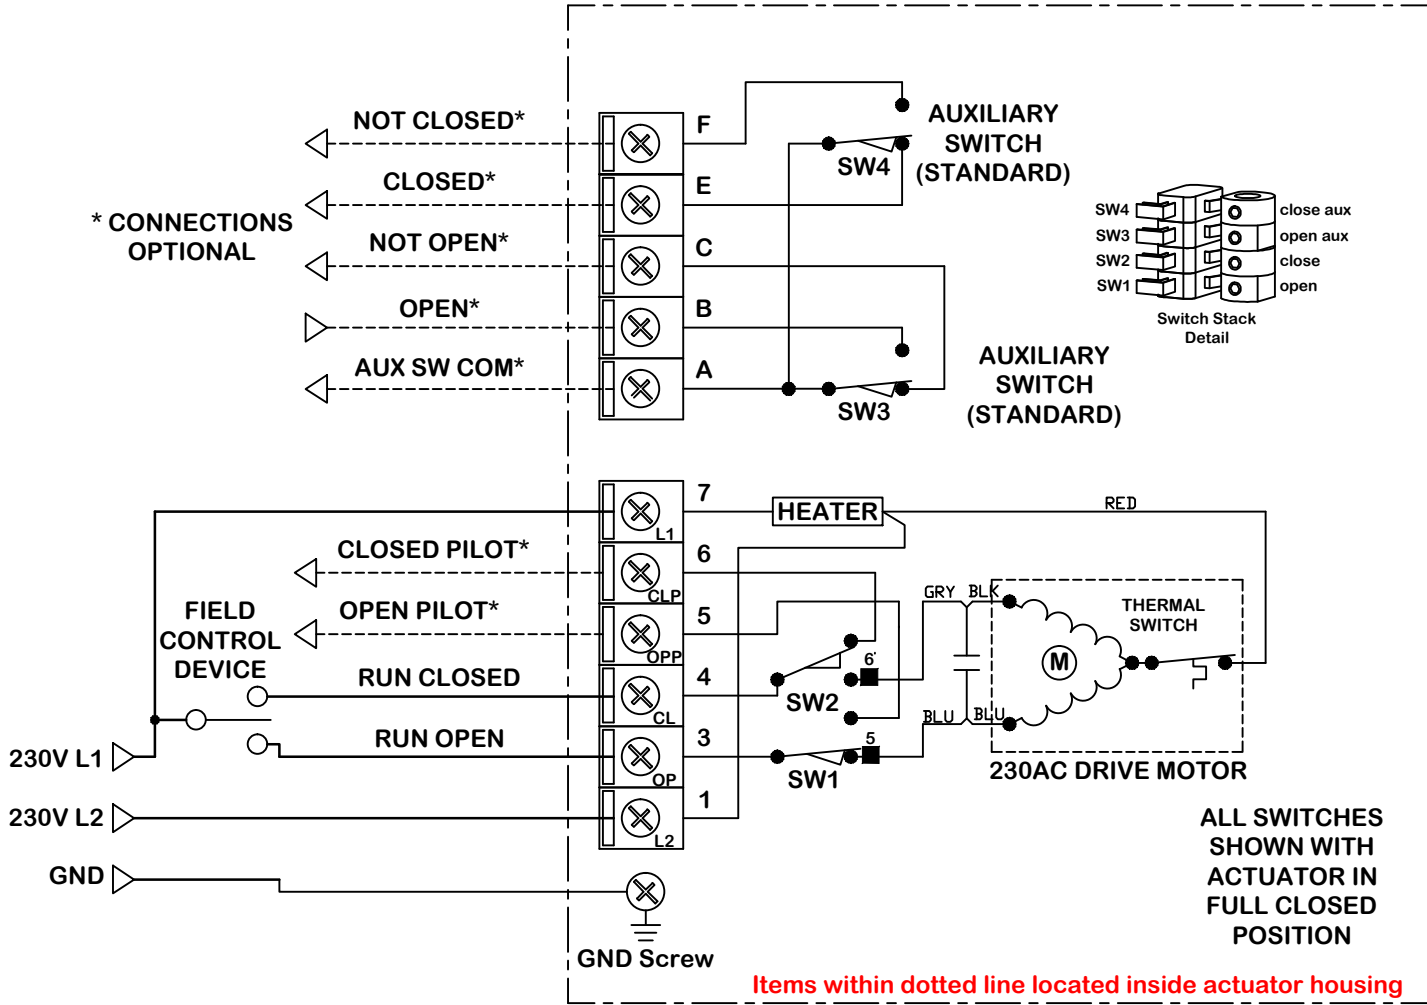 NOT CLOSED*
CLOSED*
NOT OPEN*
OPEN*
AUX SW COM*
* CONNECTIONS
OPTIONAL
F
E
C
B
A
SW4
AUXILIARY
SWITCH
(STANDARD)
SW3
AUXILIARY
SWITCH
(STANDARD)
SW4
SW3
SW2
SW1
close aux
open aux
close
open
Switch Stack
Detail
7
L1
6
CLP
5
OPP
4
CL
3
OP
1
L2
CLOSED PILOT*
OPEN PILOT*
FIELD
CONTROL
DEVICE
RUN CLOSED
RUN OPEN
230V L1
230V L2
GND
GND Screw
HEATER
RED
GRY
BLK
BLU
BLU
6'
SW2
5
SW1
THERMAL
SWITCH
M
230AC DRIVE MOTOR
ALL SWITCHES
SHOWN WITH
ACTUATOR IN
FULL CLOSED
POSITION
Items within dotted line located inside actuator housing